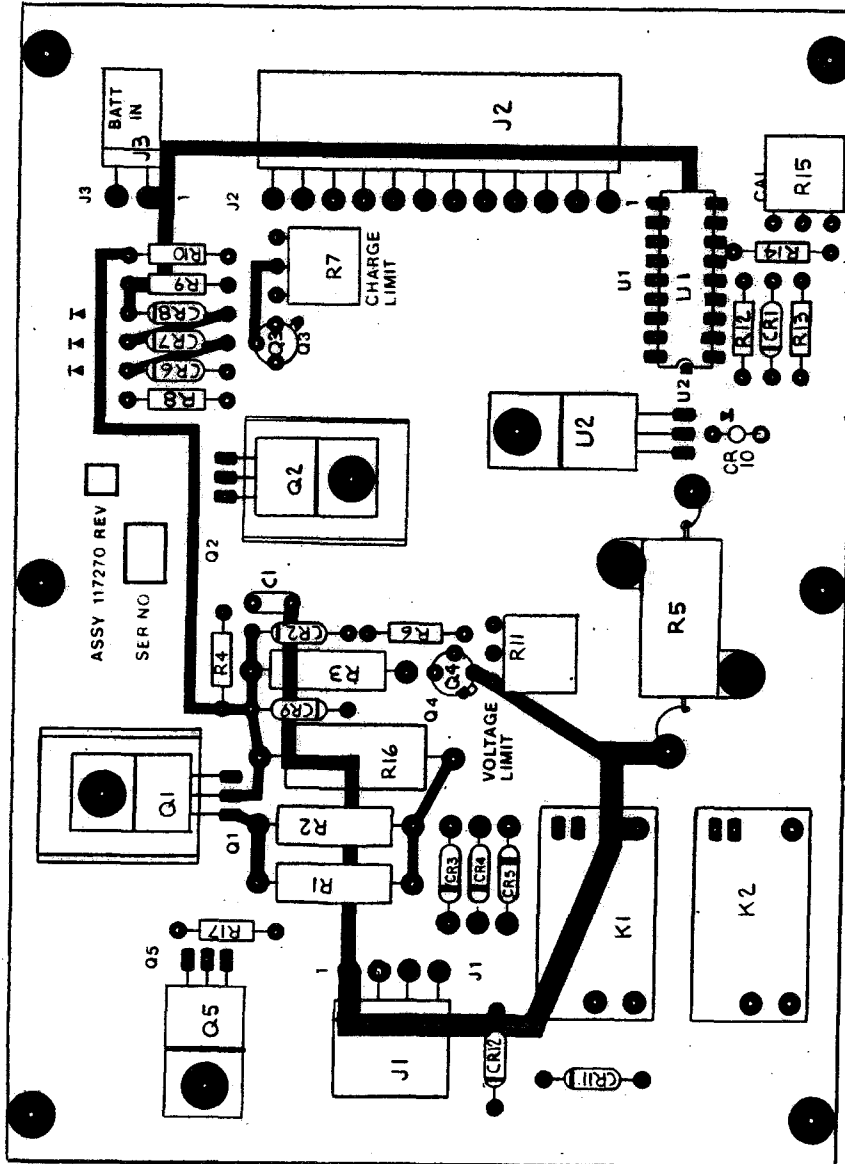 BATT
IN
J3
J3
1
J2
J2
1
CAL
R15
R14
U1
U1
R12
CR1
R13
R10
R9
CR8
CR7
CR6
R8
R7
CHARGE
LIMIT
Q3
Q3
U2
U2
CR
10
Q2
Q2
ASSY 117270 REV
SER NO
C1
R4
CR2
R6
R3
R11
R5
Q4
Q4
CR9
VOLTAGE
LIMIT
R16
Q1
Q1
R2
R1
CR3
CR4
CR5
K1
K2
R17
Q5
Q5
1
J1
J1
CR12
CR11